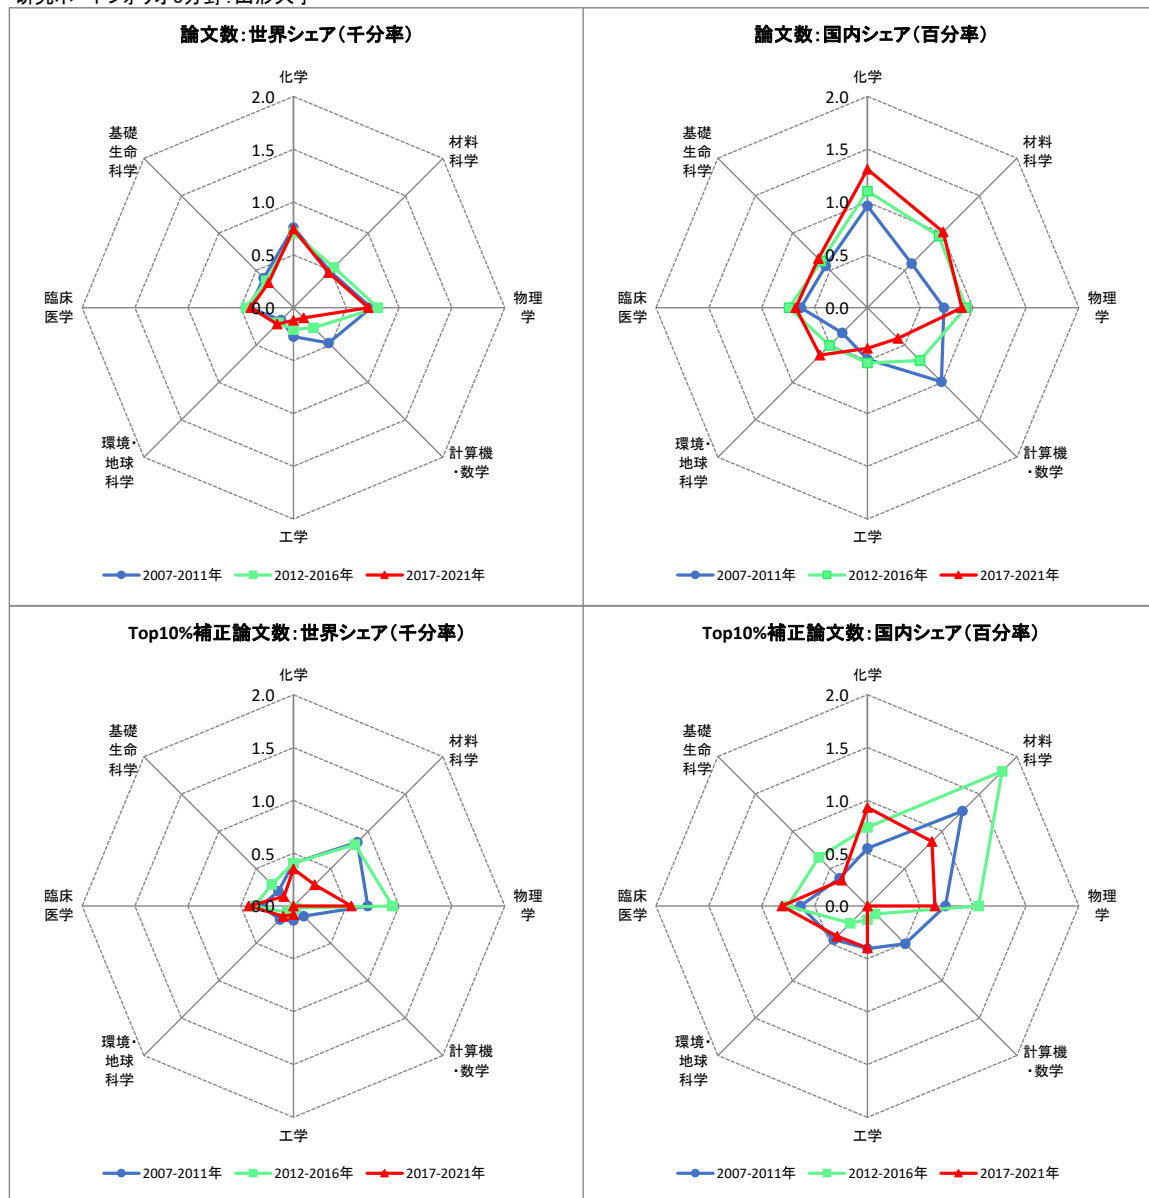 論文数:世界シェア(千分率)
化学
2.0
1.5
1.0
0.5
0.0
材料
科学
物理
学
計算機
・数学
工学
環境・
地球
科学
臨床
医学
基礎
生命
科学
2007-2011年 2012-2016年 2017-2021年
論文数:国内シェア(百分率)
化学
2.0
1.5
1.0
0.5
0.0
材料
科学
物理
学
計算機
・数学
工学
環境・
地球
科学
臨床
医学
基礎
生命
科学
2007-2011年 2012-2016年 2017-2021年
Top10%補正論文数:世界シェア(千分率)
化学
2.0
1.5
1.0
0.5
0.0
材料
科学
物理
学
計算機
・数学
工学
環境・
地球
科学
臨床
医学
基礎
生命
科学
2007-2011年 2012-2016年 2017-2021年
Top10%補正論文数:国内シェア(百分率)
化学
2.0
1.5
1.0
0.5
0.0
材料
科学
物理
学
計算機
・数学
工学
環境・
地球
科学
臨床
医学
基礎
生命
科学
2007-2011年 2012-2016年 2017-2021年